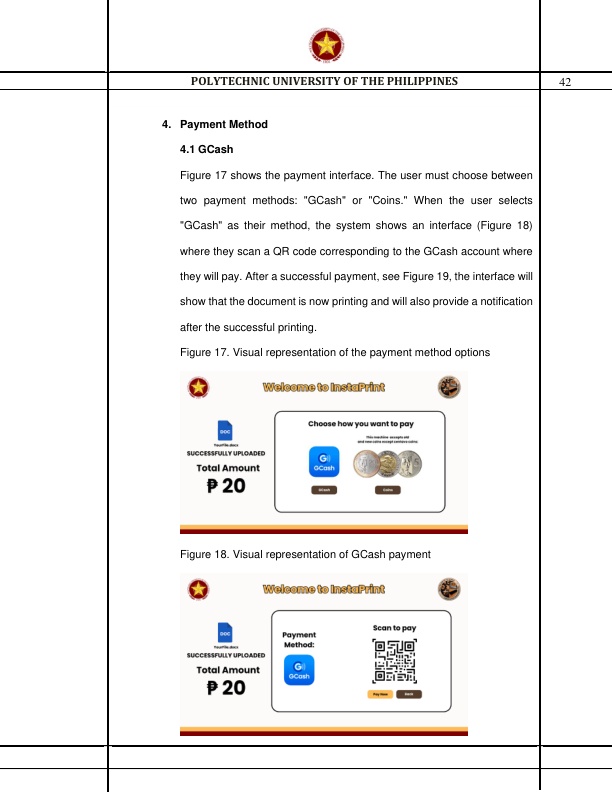 POLYTECHNIC UNIVERSITY OF THE PHILIPPINES
42
4. Payment Method
4.1 GCash
Figure 17 shows the payment interface. The user must choose between
two payment methods: "GCash" or "Coins." When the user selects
"GCash" as their method, the system shows an interface (Figure 18)
where they scan a QR code corresponding to the GCash account where
they will pay. After a successful payment, see Figure 19, the interface will
show that the document is now printing and will also provide a notification
after the successful printing.
Figure 17. Visual representation of the payment method options
Welcome to InstaPrint
DOC
YourFile.docx
SUCCESSFULLY UPLOADED
Total Amount
₱ 20
Choose how you want to pay
This machine accepts old
and new coins except centavo coins
GCash
GCash
Coins
Figure 18. Visual representation of GCash payment
Welcome to InstaPrint
DOC
YourFile.docx
SUCCESSFULLY UPLOADED
Total Amount
₱ 20
Payment
Method:
GCash
Scan to pay
Pay Now
Back